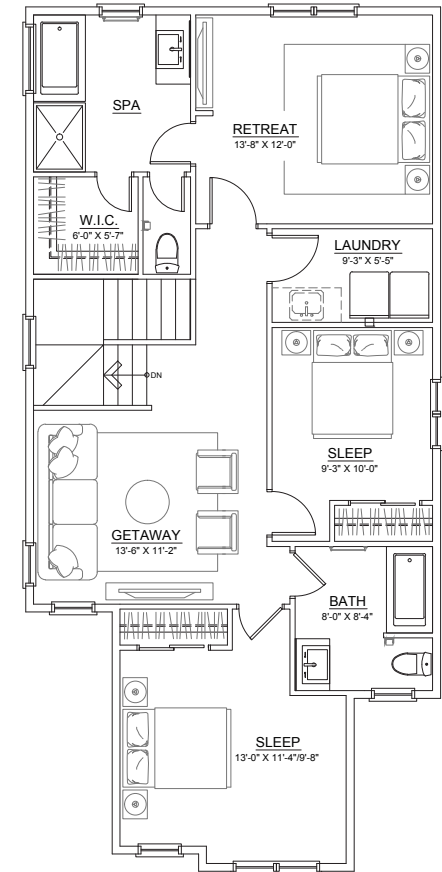 SPA
RETREAT
13'-8" X 12'-0"
W.I.C.
6'-0" X 5'-7"
LAUNDRY
9'-3" X 5'-5"
DN
SLEEP
9'-3" X 10'-0"
GETAWAY
13'-6" X 11'-2"
BATH
8'-0" X 8'-4"
SLEEP
13'-0" X 11'-4"/9'-8"